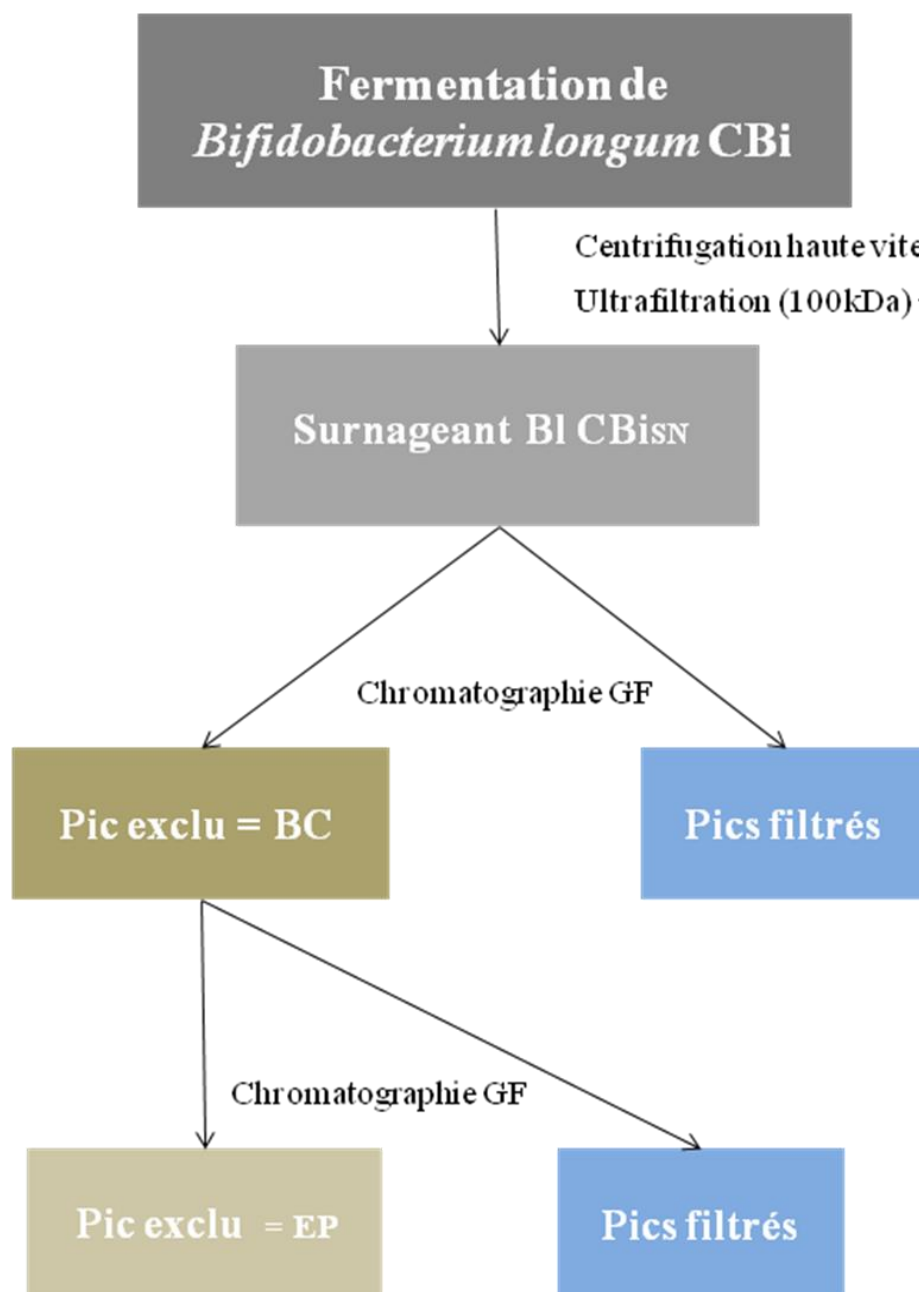 Fermentation de
Bifidobacterium longum CBi
Centrifugation haute vite
Ultrafiltration (100kDa)
Surnageant Bl CBiSN
Chromatographie GF
Pic exclu = BC
Pics filtrés
Chromatographie GF
Pic exclu = EP
Pics filtrés